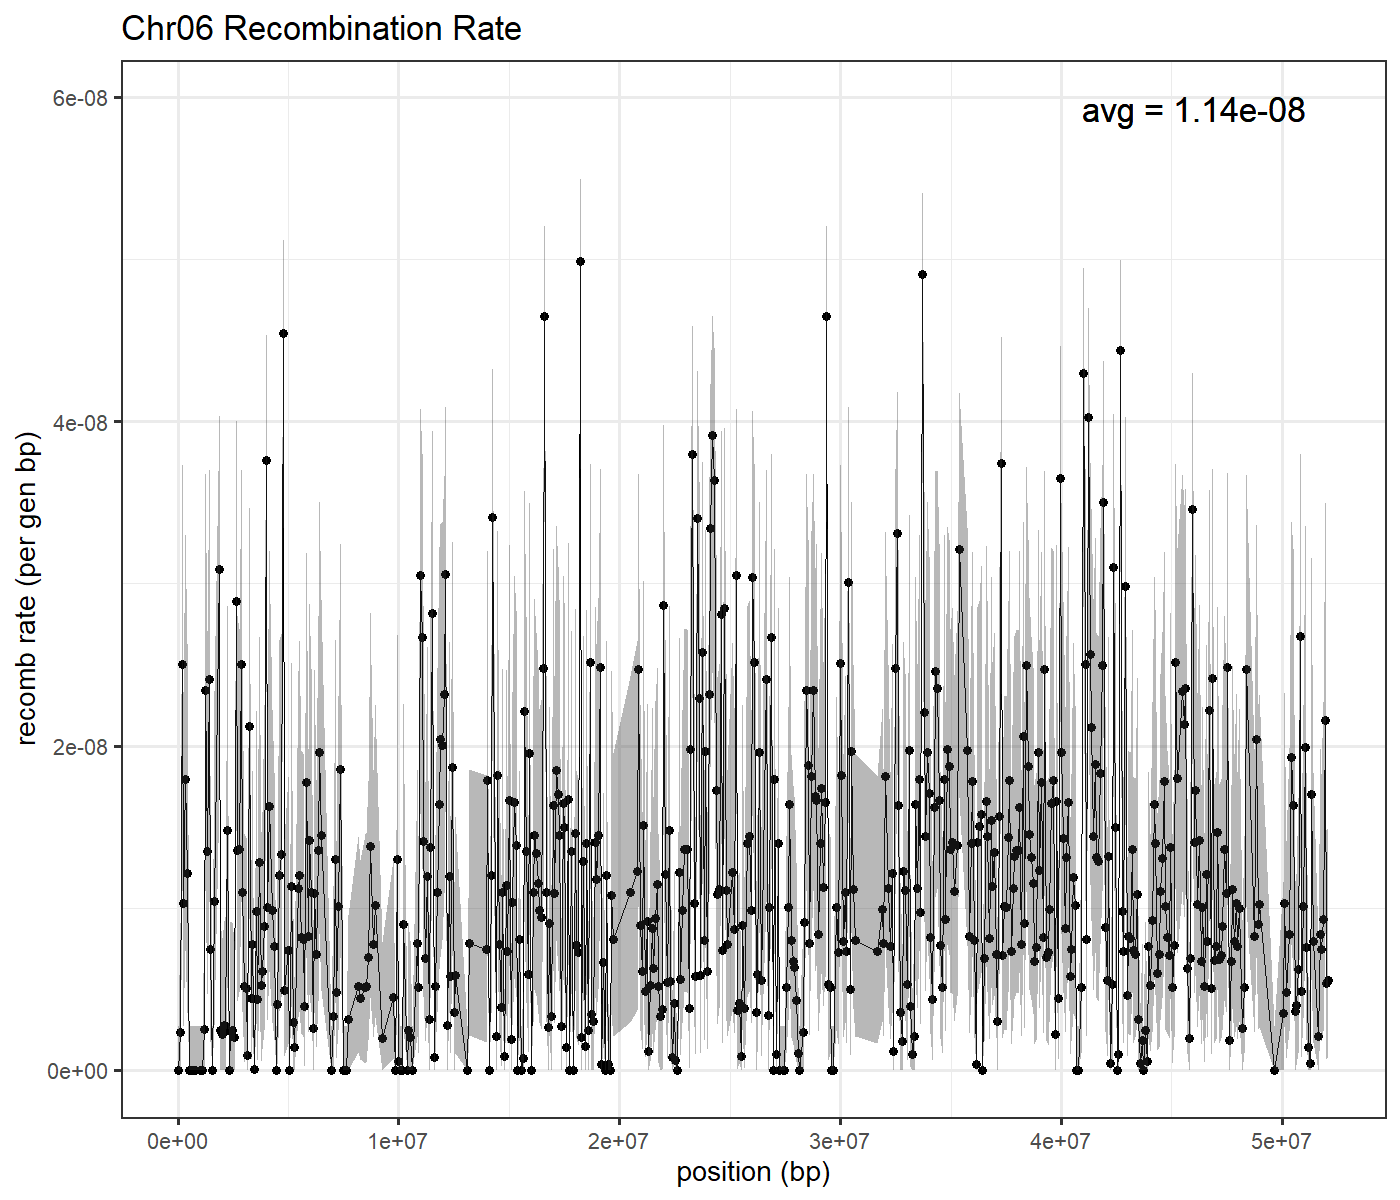 Chr06 Recombination Rate
avg = 1.14e-08
recomb rate (per gen bp)
6e-08
4e-08
2e-08
0e+00
0e+00 1e+07 2e+07 3e+07 4e+07 5e+07
position (bp)